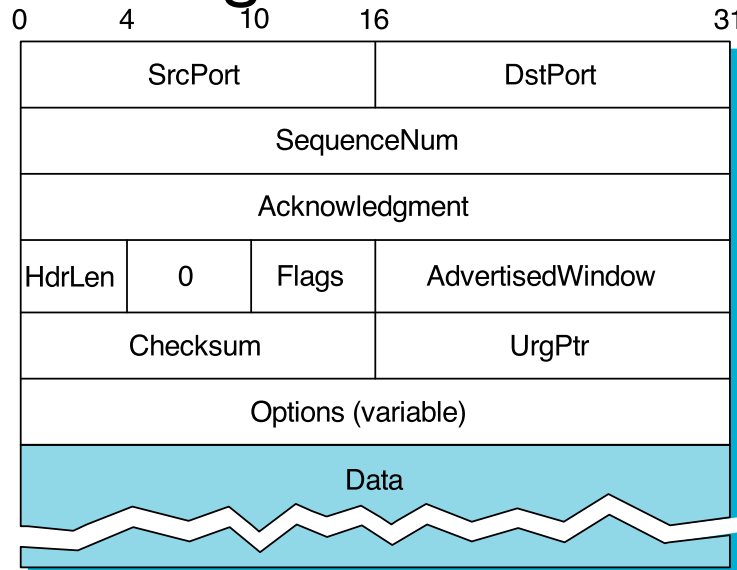 0 4 10 16 31
SrcPort DstPort
SequenceNum
Acknowledgment
HdrLen 0 Flags AdvertisedWindow
Checksum UrgPtr
Options (variable)
Data